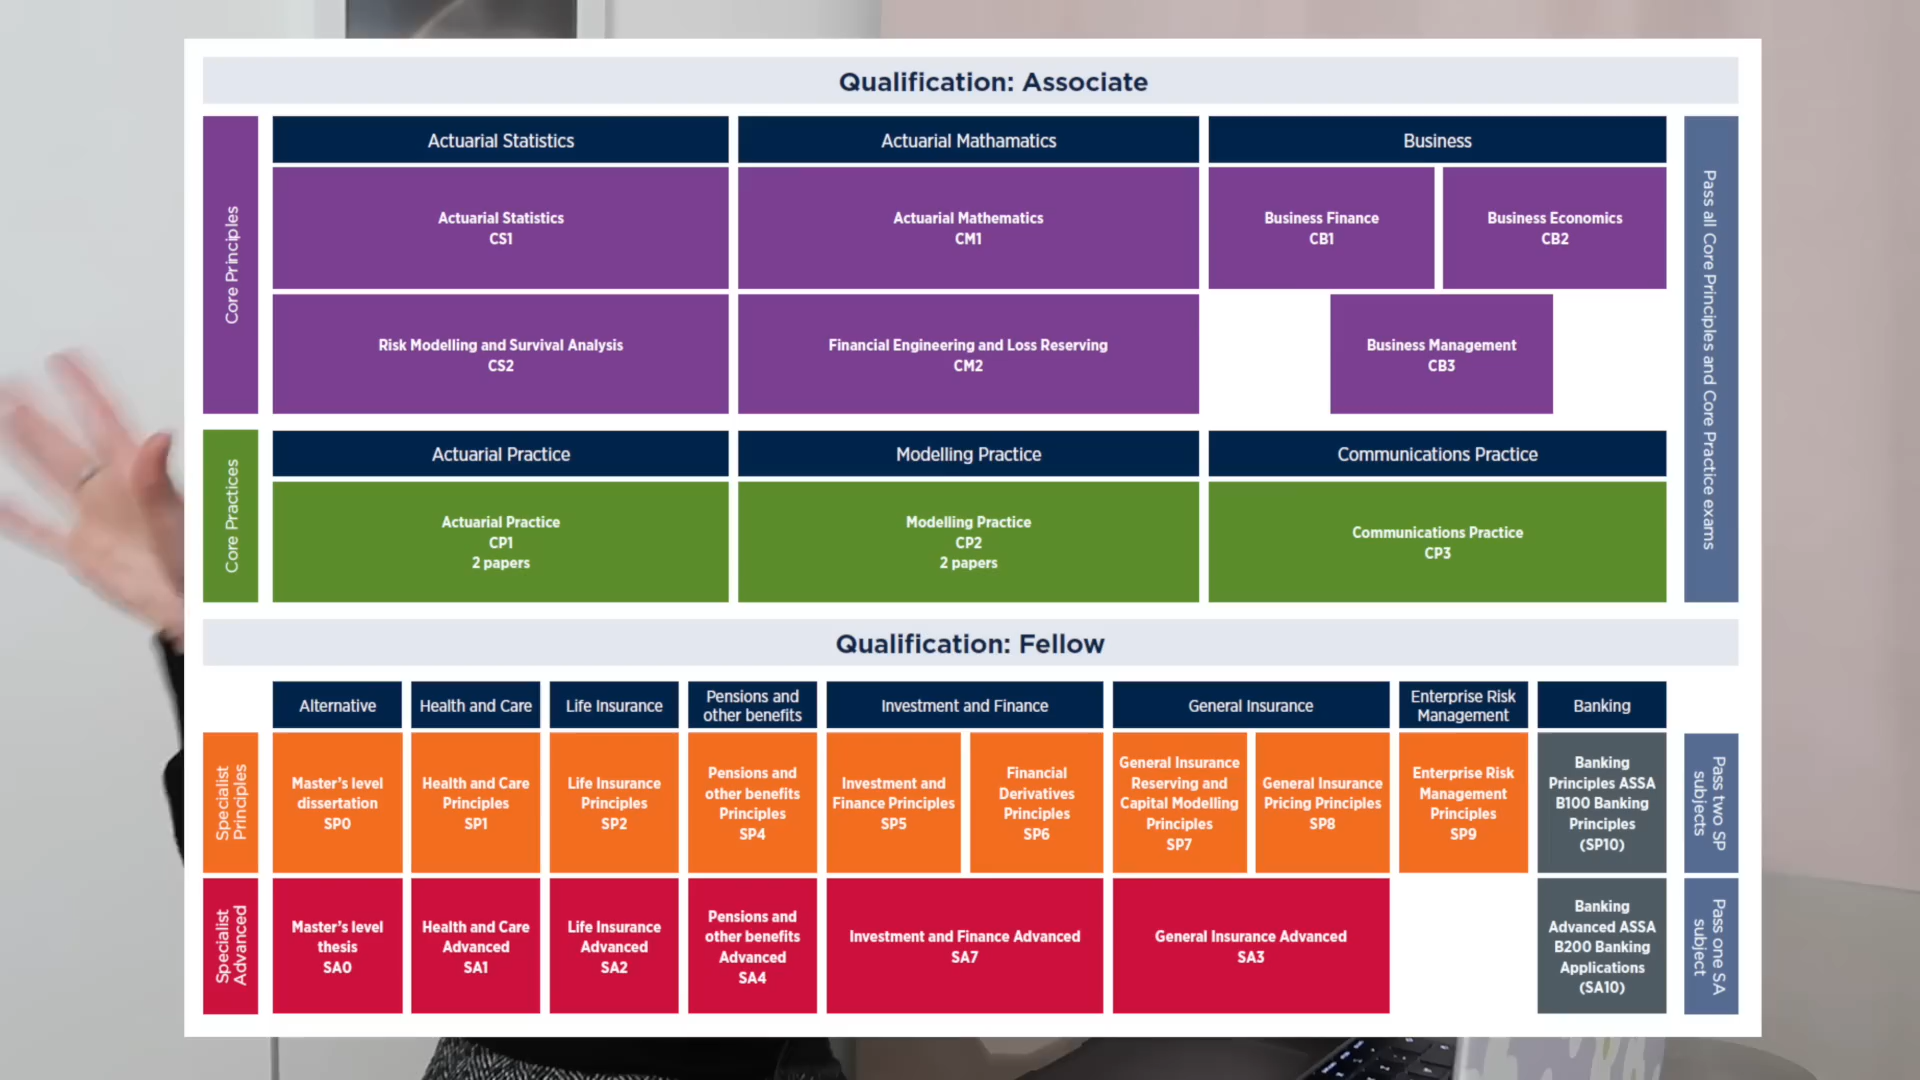 Qualification: Associate
Core Principles
Actuarial Statistics
Actuarial Mathamatics
Business
Actuarial Statistics
CS1
Actuarial Mathematics
CM1
Business Finance
CB1
Business Economics
CB2
Risk Modelling and Survival Analysis
CS2
Financial Engineering and Loss Reserving
CM2
Business Management
CB3
Pass all Core Principles and Core Practice exams
Core Practices
Actuarial Practice
Modelling Practice
Communications Practice
Actuarial Practice
CP1
2 papers
Modelling Practice
CP2
2 papers
Communications Practice
CP3
Qualification: Fellow
Alternative
Health and Care
Life Insurance
Pensions and
other benefits
Investment and Finance
General Insurance
Enterprise Risk
Management
Banking
Specialist
Principles
Master's level
dissertation
SP0
Health and Care
Principles
SP1
Life Insurance
Principles
SP2
Pensions and
other benefits
Principles
SP4
Investment and
Finance Principles
SP5
Financial
Derivatives
Principles
SP6
General Insurance
Reserving and
Capital Modelling
Principles
SP7
General Insurance
Pricing Principles
SP8
Enterprise Risk
Management
Principles
SP9
Banking
Principles ASSA
B100 Banking
Principles
(SP10)
Pass two SP
subjects
Specialist
Advanced
Master's level
thesis
SA0
Health and Care
Advanced
SA1
Life Insurance
Advanced
SA2
Pensions and
other benefits
Advanced
SA4
Investment and Finance Advanced
SA7
General Insurance Advanced
SA3
Banking
Advanced ASSA
B200 Banking
Applications
(SA10)
Pass one SA
subject